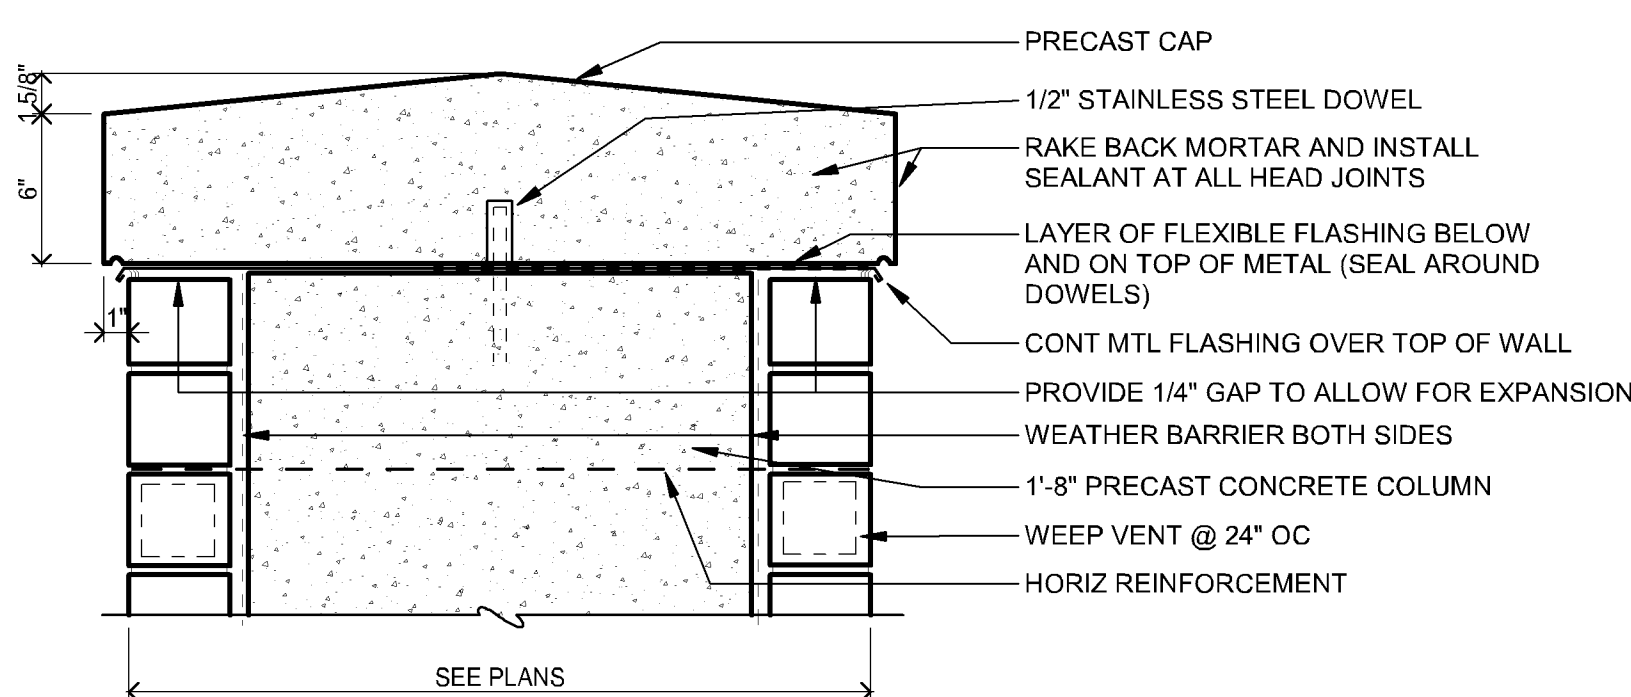 PRECAST CAP
1/2" STAINLESS STEEL DOWEL
RAKE BACK MORTAR AND INSTALL
SEALANT AT ALL HEAD JOINTS
LAYER OF FLEXIBLE FLASHING BELOW
AND ON TOP OF METAL (SEAL AROUND
DOWELS)
CONT MTL FLASHING OVER TOP OF WALL
PROVIDE 1/4" GAP TO ALLOW FOR EXPANSION
WEATHER BARRIER BOTH SIDES
1'-8" PRECAST CONCRETE COLUMN
WEEP VENT @ 24" OC
HORIZ REINFORCEMENT
1 5/8"
6"
1"
SEE PLANS